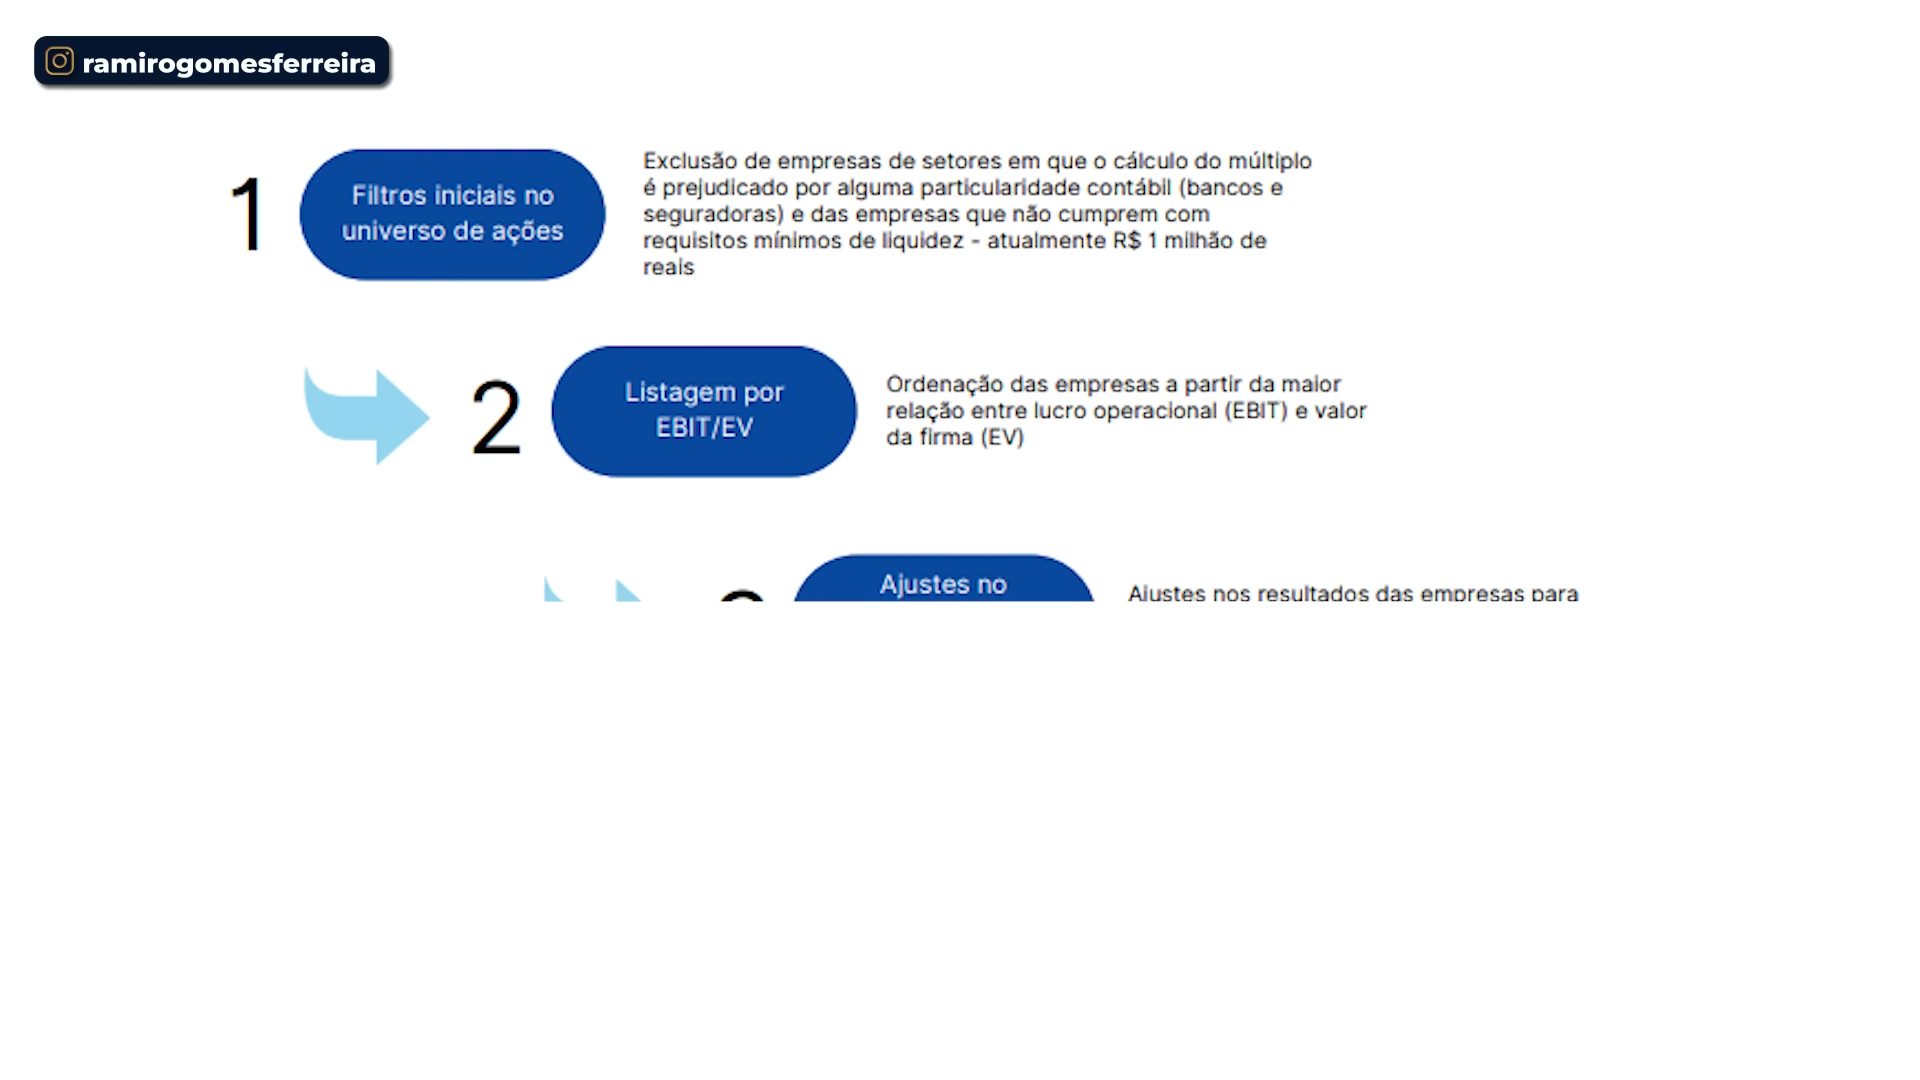 ramirogomesferreira
1
Filtros iniciais no
universo de ações
Exclusão de empresas de setores em que o cálculo do múltiplo
é prejudicado por alguma particularidade contábil (bancos e
seguradoras) e das empresas que não cumprem com
requisitos mínimos de liquidez - atualmente R$ 1 milhão de
reais
2
Listagem por
EBIT/EV
Ordenação das empresas a partir da maior
relação entre lucro operacional (EBIT) e valor
da firma (EV)
Ajustes no
Ajustes nos resultados das empresas para